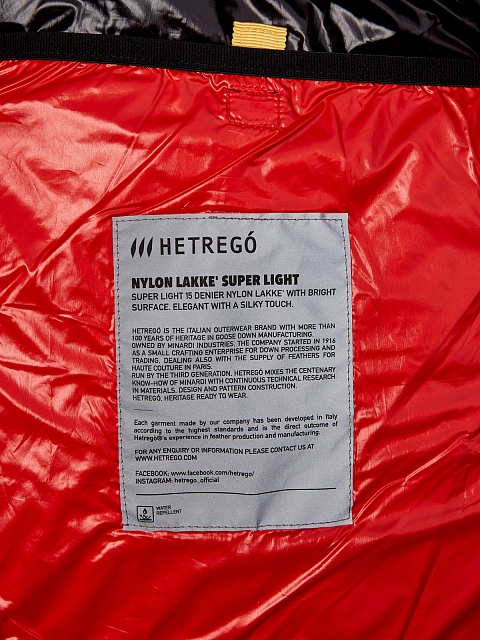 HETREGÓ
NYLON LAKKE' SUPER LIGHT
SUPER LIGHT 15 DENIER NYLON LAKKE' WITH BRIGHT
SURFACE. ELEGANT WITH A SILKY TOUCH.
HETREGÓ IS THE ITALIAN OUTERWEAR BRAND WITH MORE THAN
100 YEARS OF HERITAGE IN GOOSE DOWN MANUFACTURING.
OWNED BY MINARDI INDUSTRIES, THE COMPANY STARTED IN 1916
AS A SMALL CRAFTING ENTERPRISE FOR DOWN PROCESSING AND
TRADING, DEALING ALSO WITH THE SUPPLY OF FEATHERS FOR
HAUTE COUTURE IN PARIS.
RUN BY THE THIRD GENERATION, HETREGÓ MIXES THE CENTENARY
KNOW-HOW OF MINARDI WITH CONTINUOUS TECHNICAL RESEARCH
IN MATERIALS, DESIGN AND PATTERN CONSTRUCTION.
HETREGÓ, HERITAGE READY TO WEAR.
Each garment made by our company has been developed in Italy
according to the highest standards and is the direct outcome of
Hetregò®'s experience in feather production and manufacturing.
FOR ANY ENQUIRY OR INFORMATION PLEASE CONTACT US AT
WWW.HETREGO.COM
FACEBOOK: www.facebook.com/hetrego/
INSTAGRAM: hetrego_official
WATER
REPELLENT